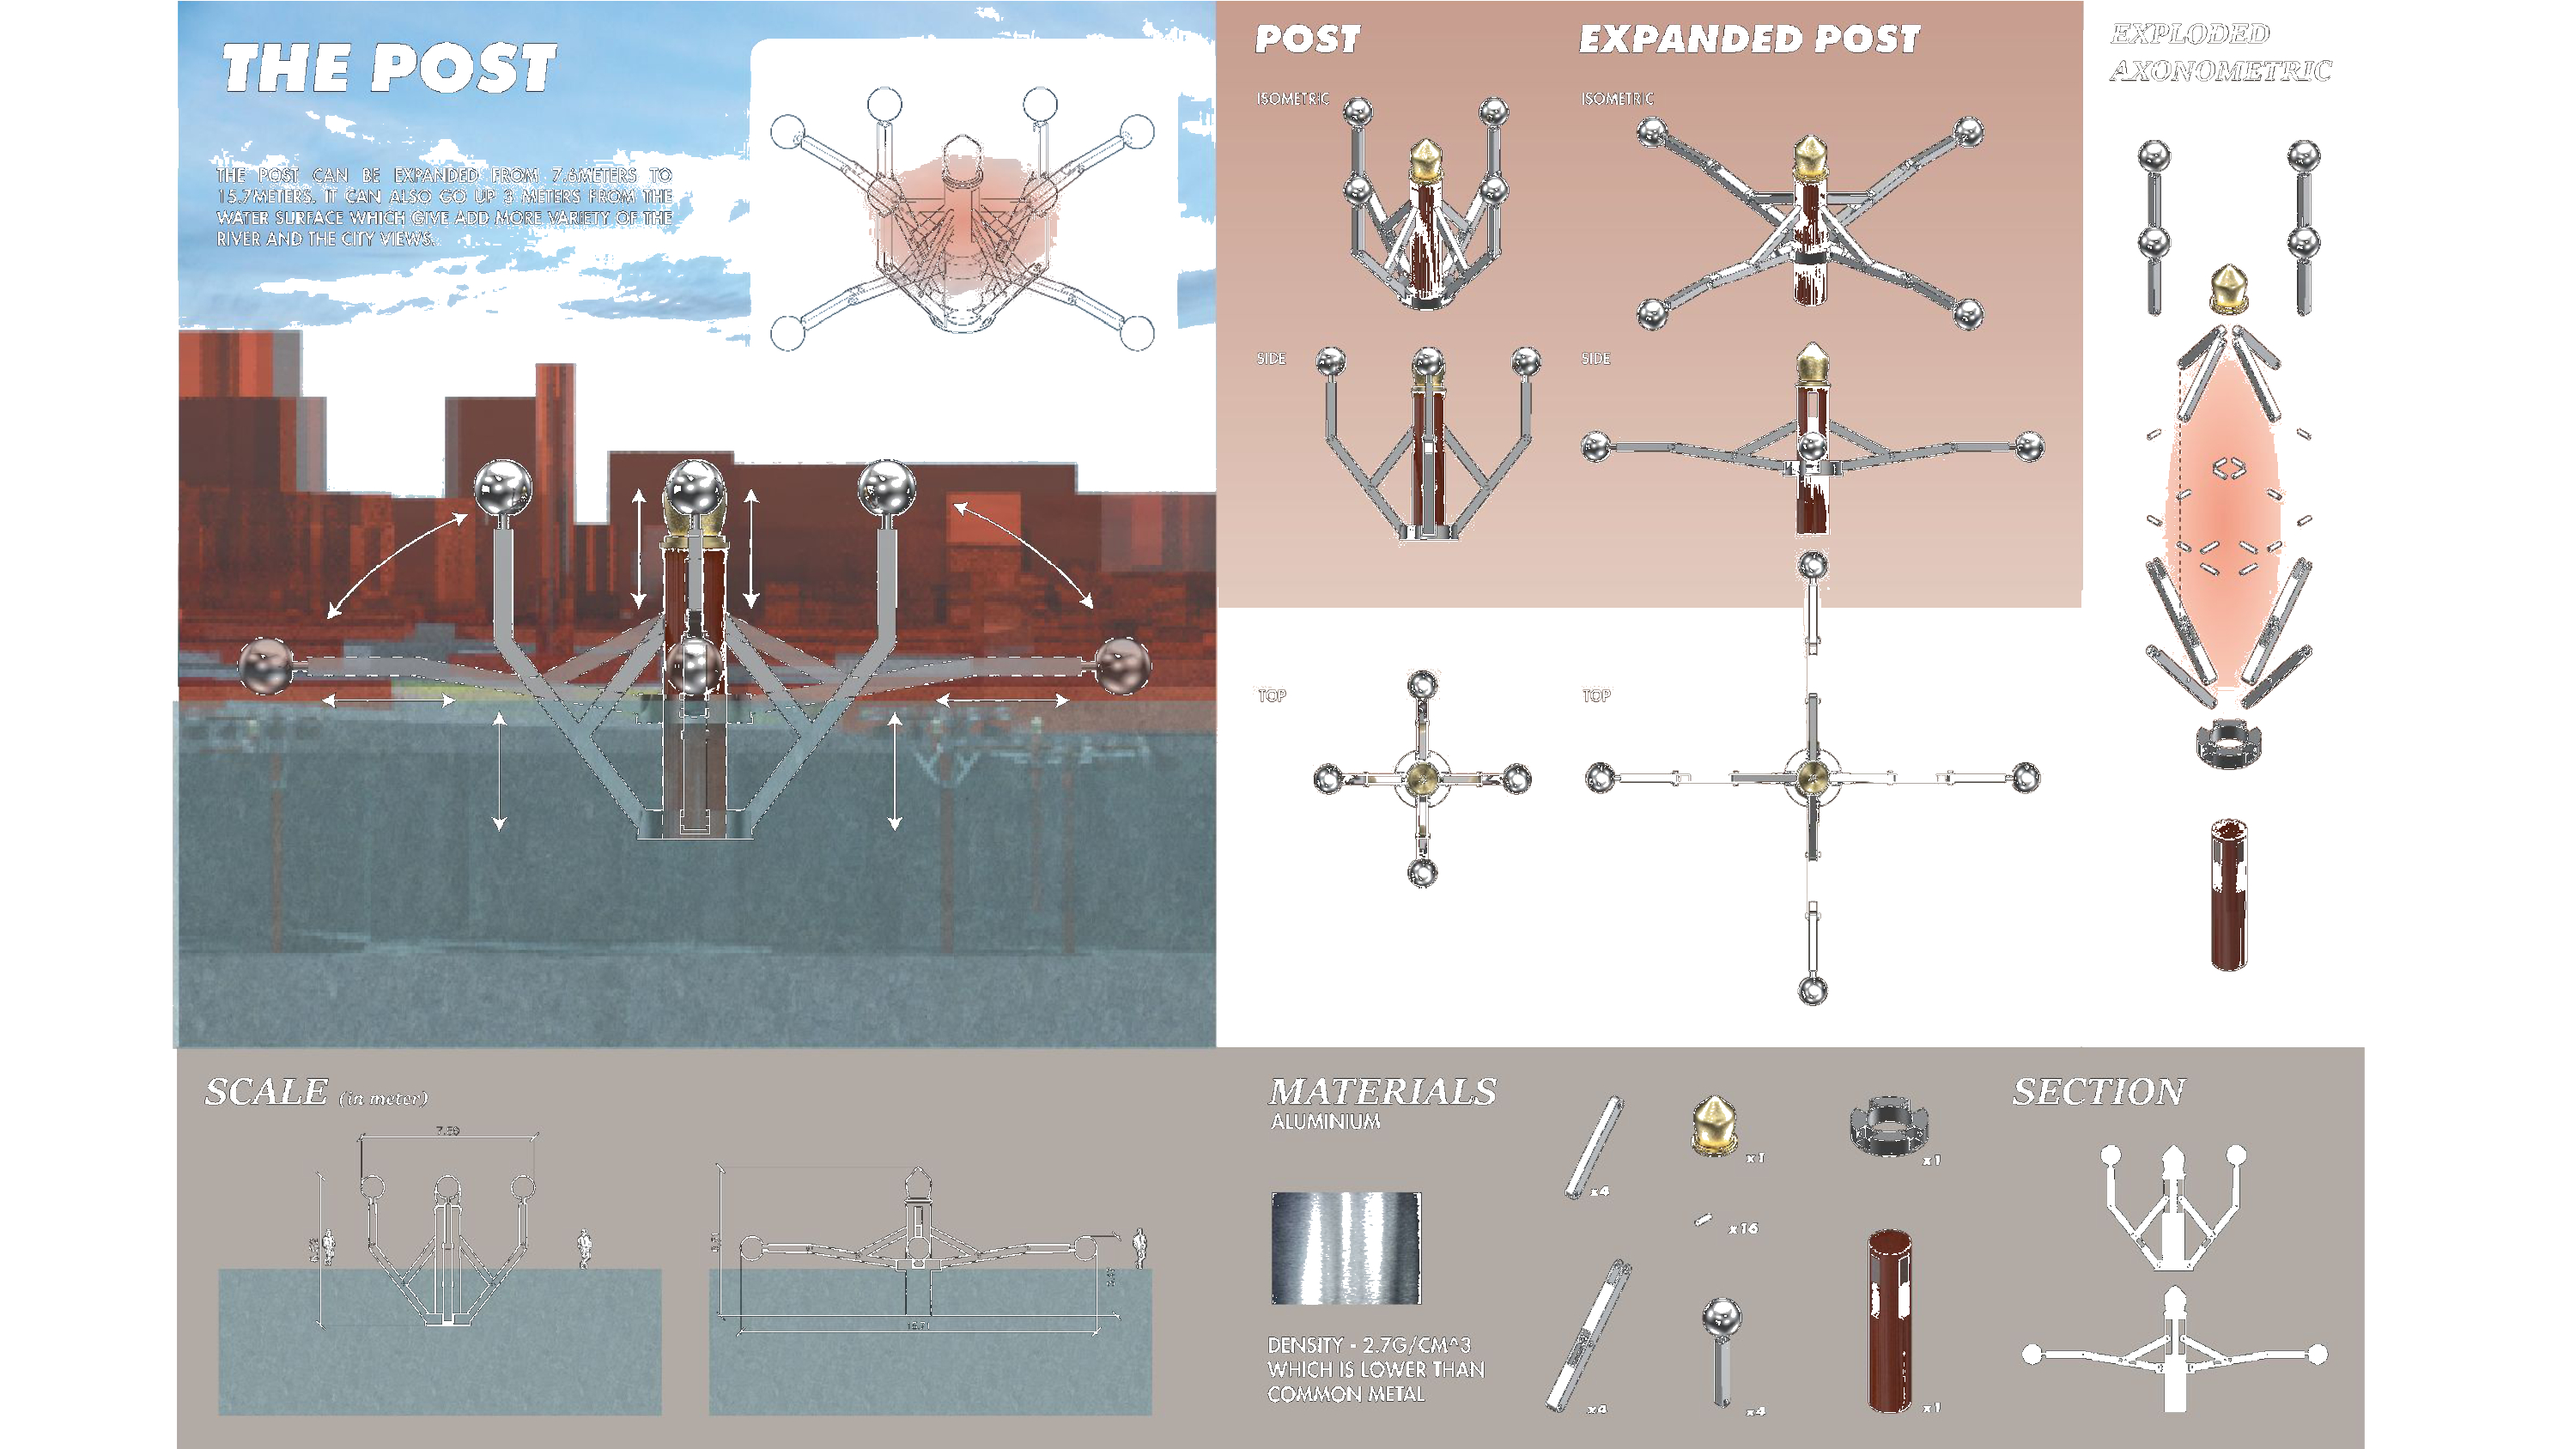 THE POST
THE POST CAN BE EXPANDED FROM 7.6METERS TO
15.7METERS. IT CAN ALSO GO UP 3 METERS FROM THE
WATER SURFACE WHICH GIVE ADD MORE VARIETY OF THE
RIVER AND THE CITY VIEWS.
POST
ISOMETRIC
SIDE
TOP
EXPANDED POST
ISOMETRIC
SIDE
TOP
EXPLODED
AXONOMETRIC
SCALE (in meter)
MATERIALS
ALUMINIUM
DENSITY - 2.7G/CM^3
WHICH IS LOWER THAN
COMMON METAL
x4
x1
x1
x16
x4
x4
x1
SECTION